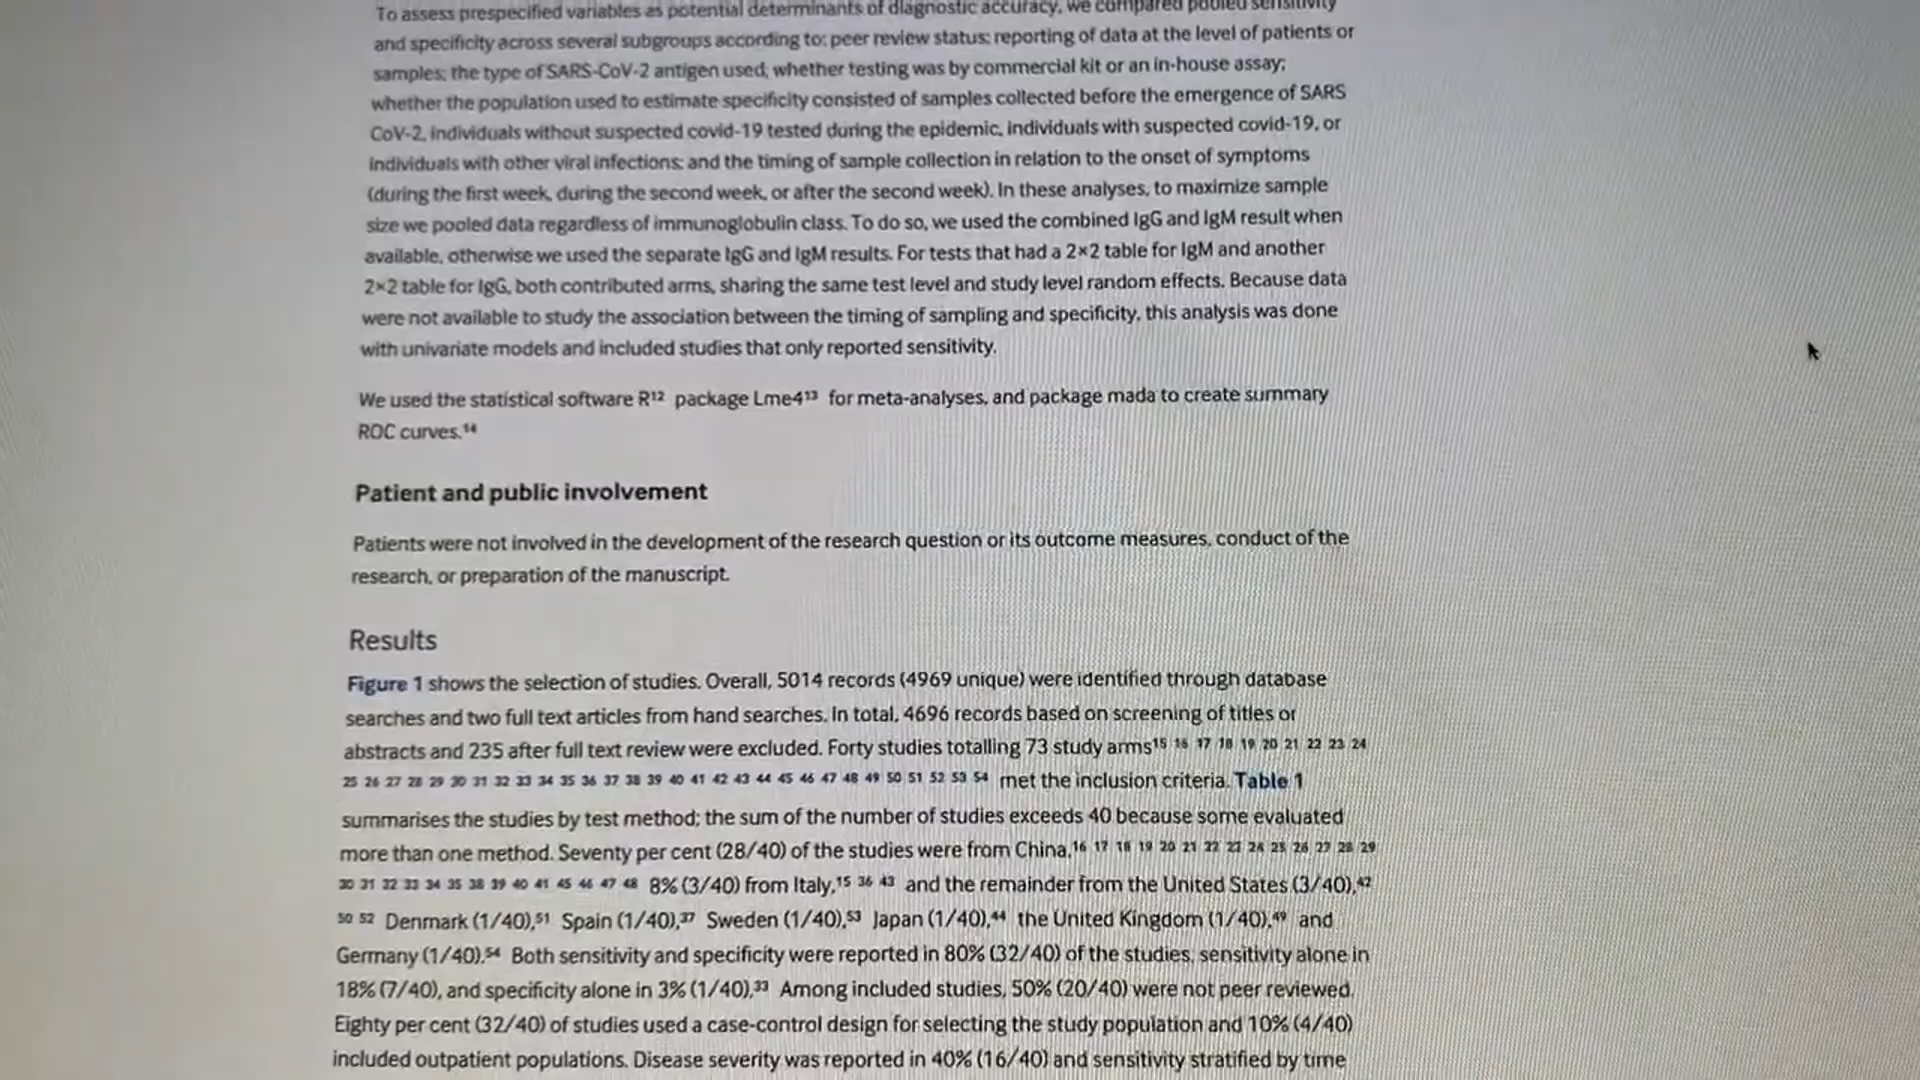 To assess prespecified variables as potential determinants of diagnostic accuracy, we compared pooled sensitivity
and specificity across several subgroups according to: peer review status; reporting of data at the level of patients or
samples; the type of SARS-CoV-2 antigen used; whether testing was by commercial kit or an in-house assay;
whether the population used to estimate specificity consisted of samples collected before the emergence of SARS
CoV-2, individuals without suspected covid-19 tested during the epidemic, individuals with suspected covid-19, or
individuals with other viral infections; and the timing of sample collection in relation to the onset of symptoms
(during the first week, during the second week, or after the second week). In these analyses, to maximize sample
size we pooled data regardless of immunoglobulin class. To do so, we used the combined IgG and IgM result when
available, otherwise we used the separate IgG and IgM results. For tests that had a 2×2 table for IgM and another
2×2 table for IgG, both contributed arms, sharing the same test level and study level random effects. Because data
were not available to study the association between the timing of sampling and specificity, this analysis was done
with univariate models and included studies that only reported sensitivity.
We used the statistical software R12 package Lme413 for meta-analyses, and package mada to create summary
ROC curves.14
Patient and public involvement
Patients were not involved in the development of the research question or its outcome measures, conduct of the
research, or preparation of the manuscript.
Results
Figure 1 shows the selection of studies. Overall, 5014 records (4969 unique) were identified through database
searches and two full text articles from hand searches. In total, 4696 records based on screening of titles or
abstracts and 235 after full text review were excluded. Forty studies totalling 73 study arms15 16 17 18 19 20 21 22 23 24
25 26 27 28 29 30 31 32 33 34 35 36 37 38 39 40 41 42 43 44 45 46 47 48 49 50 51 52 53 54 met the inclusion criteria. Table 1
summarises the studies by test method; the sum of the number of studies exceeds 40 because some evaluated
more than one method. Seventy per cent (28/40) of the studies were from China,16 17 18 19 20 21 22 23 24 25 26 27 28 29
30 31 32 33 34 35 38 39 40 41 45 46 47 48 8% (3/40) from Italy,15 36 43 and the remainder from the United States (3/40),42
50 52 Denmark (1/40),51 Spain (1/40),37 Sweden (1/40),53 Japan (1/40),44 the United Kingdom (1/40),49 and
Germany (1/40).54 Both sensitivity and specificity were reported in 80% (32/40) of the studies, sensitivity alone in
18% (7/40), and specificity alone in 3% (1/40).33 Among included studies, 50% (20/40) were not peer reviewed.
Eighty per cent (32/40) of studies used a case-control design for selecting the study population and 10% (4/40)
included outpatient populations. Disease severity was reported in 40% (16/40) and sensitivity stratified by time